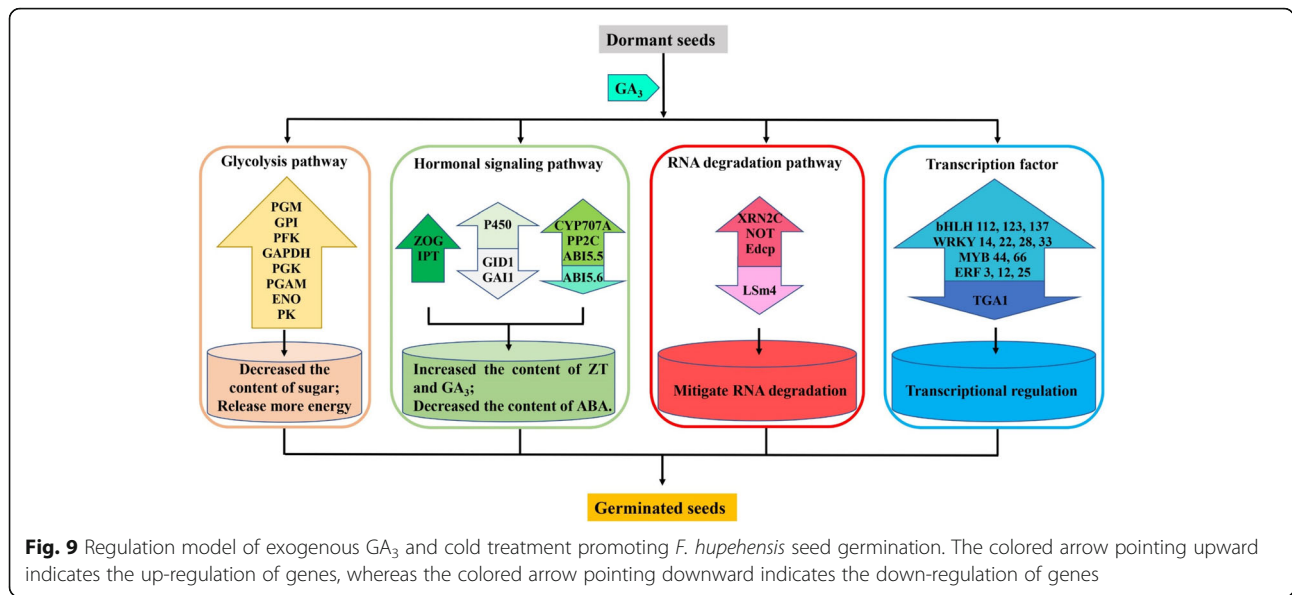 Dormant seeds
GA3
Glycolysis pathway
PGM
GPI
PFK
GAPDH
PGK
PGAM
ENO
PK
Decreased the
content of sugar;
Release more energy
Hormonal signaling pathway
ZOG
IPT
P450
GID1
GAI1
CYP707A
PP2C
ABI5.5
ABI5.6
Increased the content of ZT
and GA3;
Decreased the content of ABA.
RNA degradation pathway
XRN2C
NOT
Edcp
LSm4
Mitigate RNA degradation
Transcription factor
bHLH 112, 123, 137
WRKY 14, 22, 28, 33
MYB 44, 66
ERF 3, 12, 25
TGA1
Transcriptional regulation
Germinated seeds
Fig. 9 Regulation model of exogenous GA3 and cold treatment promoting F. hupehensis seed germination. The colored arrow pointing upward
indicates the up-regulation of genes, whereas the colored arrow pointing downward indicates the down-regulation of genes